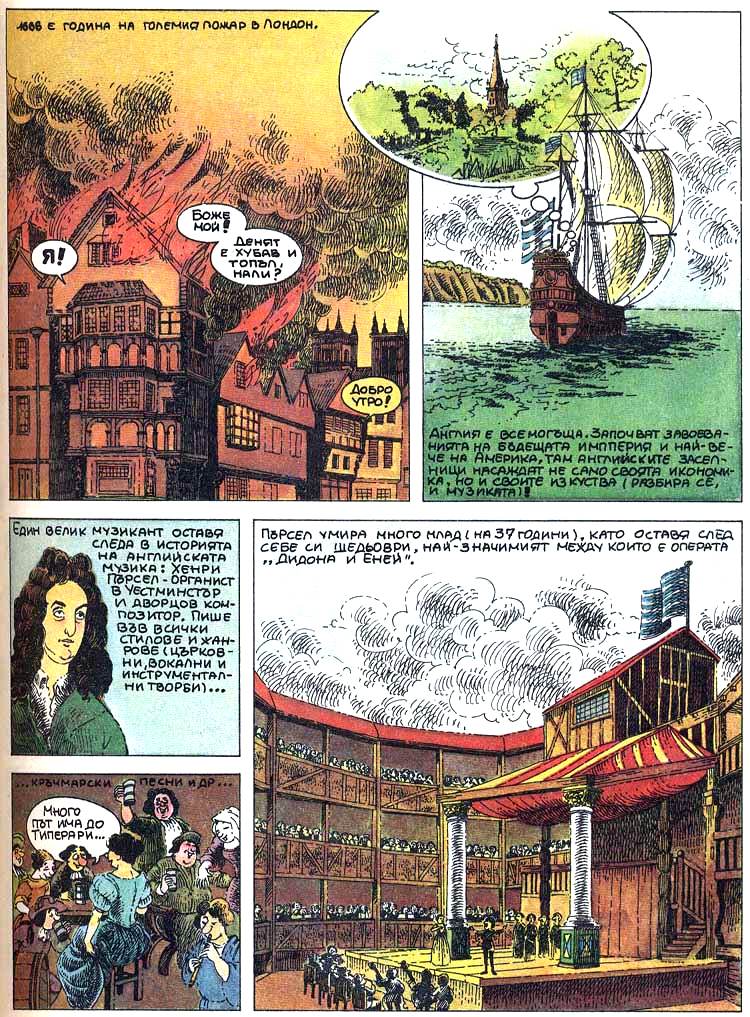 1666 Е ГОДИНА НА ГОЛЕМИЯ ПОЖАР В ЛОНДОН.
Я!
БОЖЕ
МОЙ!
ДЕНЯТ
Е ХУБАВ И
ТОПЪЛ,
НАЛИ?
ДОБРО
УТРО!
АНГЛИЯ Е ВСЕМОГЪЩА. ЗАПОЧВАТ ЗАВОЕВА-
НИЯТА НА БЪДЕЩАТА ИМПЕРИЯ И НАЙ-ВЕ-
ЧЕ НА АМЕРИКА, ТАМ АНГЛИЙСКИТЕ ЗАСЕЛ-
НИЦИ НАСАЖДАТ НЕ САМО СВОЯТА ИКОНОМИ-
КА, НО И СВОИТЕ ИЗКУСТВА (РАЗБИРА СЕ,
И МУЗИКАТА)!
ЕДИН ВЕЛИК МУЗИКАНТ ОСТАВЯ
СЛЕДА В ИСТОРИЯТА
НА АНГЛИЙСКАТА
МУЗИКА: ХЕНРИ
ПЪРСЕЛ - ОРГАНИСТ
В УЕСТМИНСТЪР
И ДВОРЦОВ КОМ-
ПОЗИТОР. ПИШЕ
ВЪВ ВСИЧКИ
СТИЛОВЕ И ЖАН-
РОВЕ (ЦЪРКОВ-
НИ, ВОКАЛНИ И
ИНСТРУМЕНТАЛ-
НИ ТВОРБИ)...
...КРЪЧМАРСКИ ПЕСНИ И ДР...
МНОГО
ПЪТ ИМА ДО
ТИПЕРАРИ...
ПЪРСЕЛ УМИРА МНОГО МЛАД (НА 37 ГОДИНИ), КАТО ОСТАВЯ СЛЕД
СЕБЕ СИ ШЕДЬОВРИ, НАЙ-ЗНАЧИМИЯТ МЕЖДУ КОИТО Е ОПЕРАТА
„ДИДОНА И ЕНЕЙ".